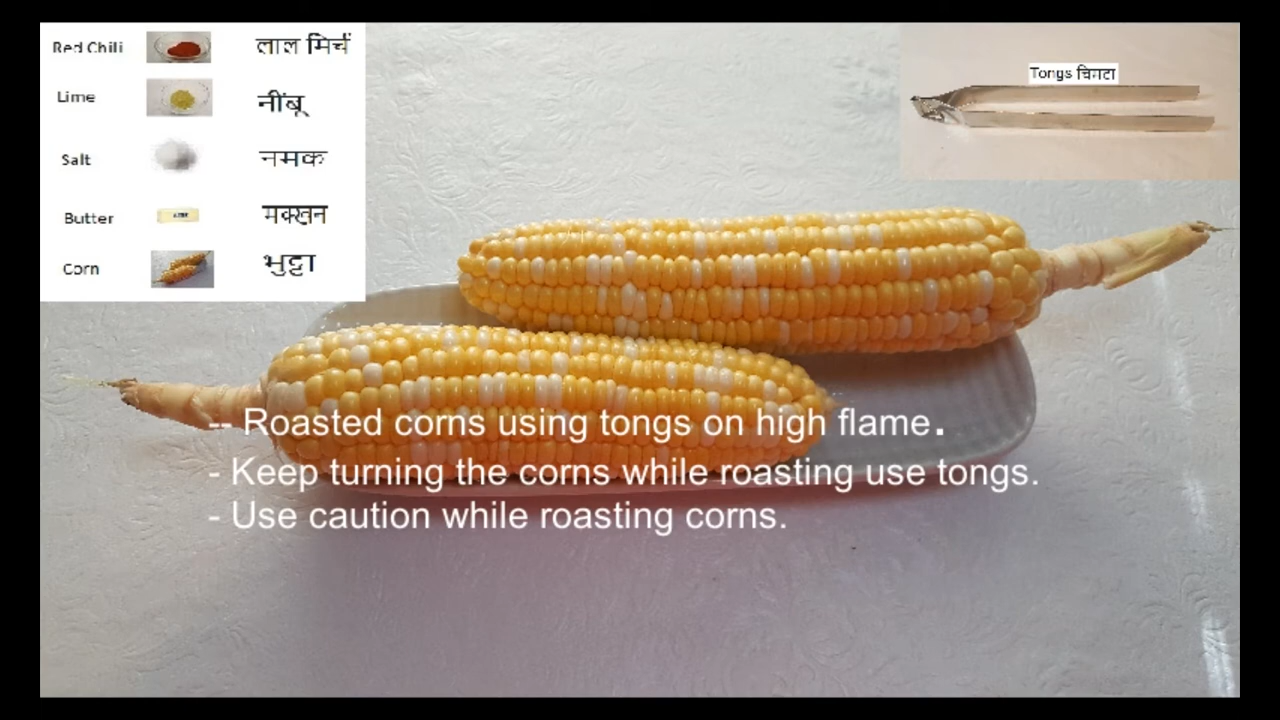 Red Chili लाल मिर्च
Lime नींबू
Salt नमक
Butter मक्खन
Corn भुट्टा
Tongs चिमटा
-- Roasted corns using tongs on high flame.
- Keep turning the corns while roasting use tongs.
- Use caution while roasting corns.